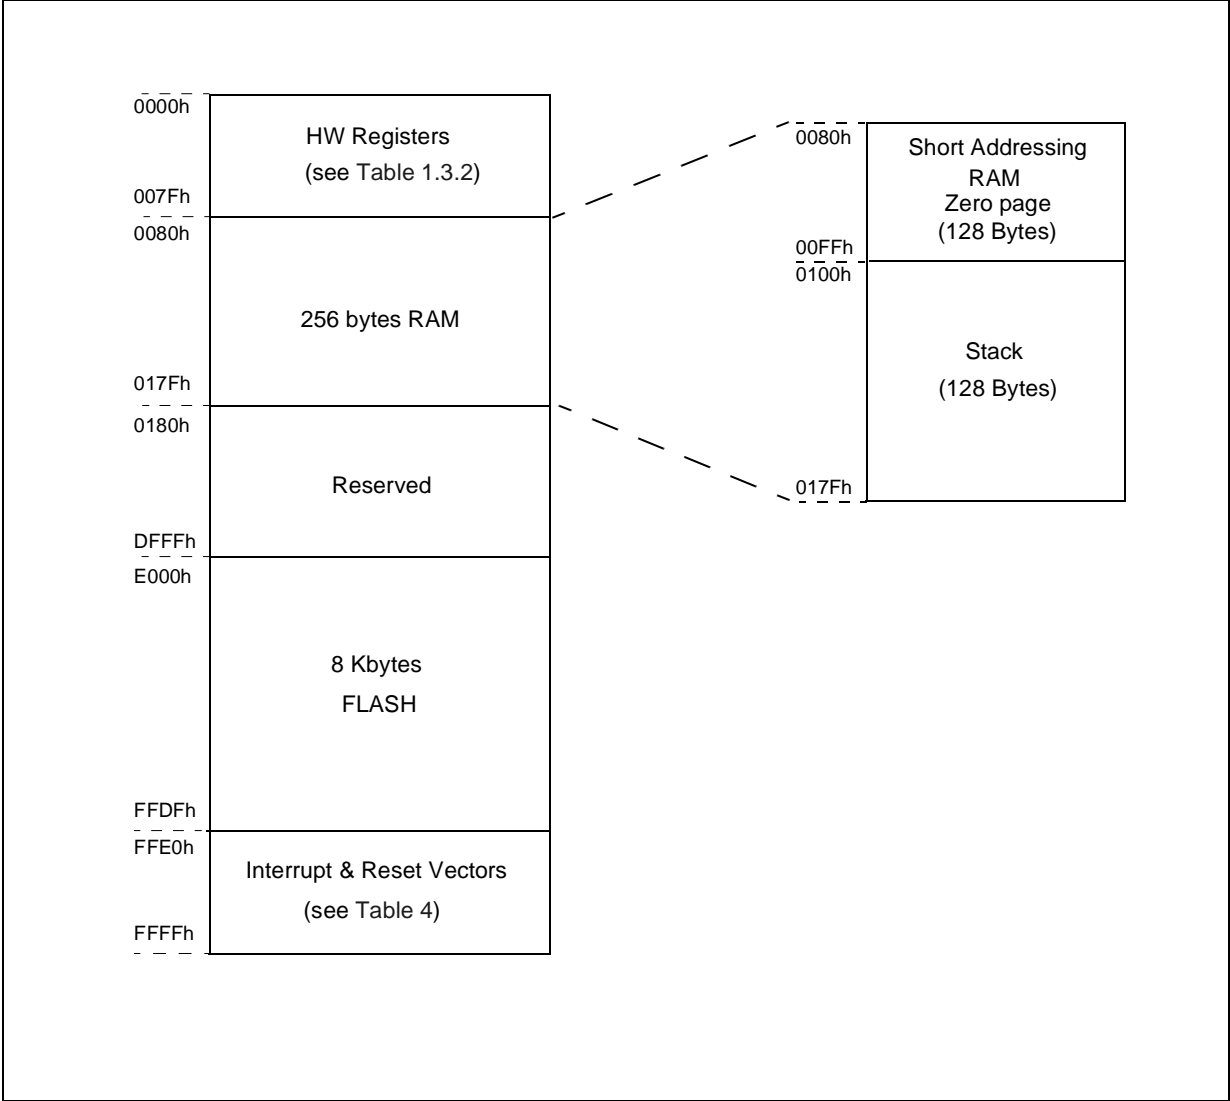 0000h
HW Registers
(see Table 1.3.2)
007Fh
0080h
256 bytes RAM
017Fh
0180h
Reserved
DFFFh
E000h
8 Kbytes
FLASH
FFDFh
FFE0h
Interrupt & Reset Vectors
(see Table 4)
FFFFh
0080h
Short Addressing
RAM
Zero page
(128 Bytes)
00FFh
0100h
Stack
(128 Bytes)
017Fh